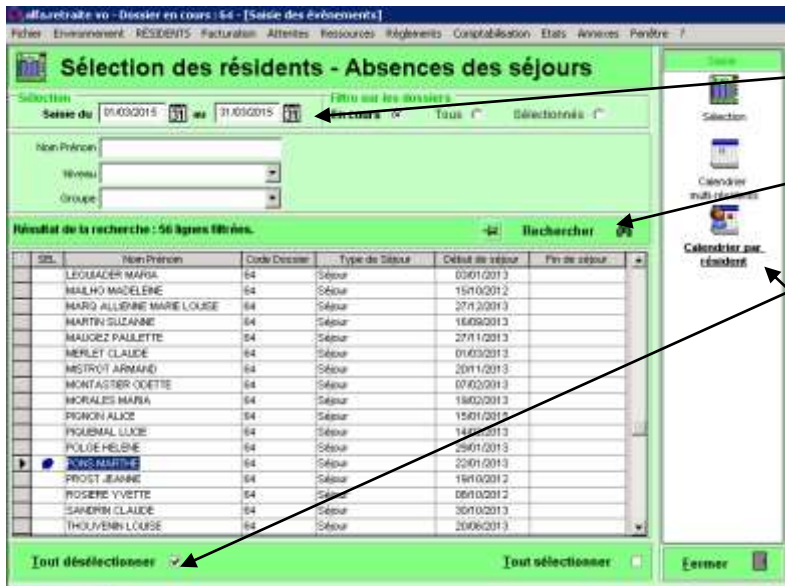 alfa.retraite vo - Dossier en cours : 64 - [Saisie des évènements]
Fichier Environnement RÉSIDENTS Facturation Attentes Ressources Règlements Comptabilisation Etats Annexes Fenêtre ?
Sélection des résidents - Absences des séjours
Saisie
Sélection
Filtre sur les dossiers
Saisie du 01/03/2015 31 au 31/03/2015 31
En cours Tous Sélectionnés
Sélection
Nom Prénom
Niveau
Groupe
Calendrier
multi-résidents
Résultat de la recherche : 56 lignes filtrées.
Rechercher
Calendrier par
résident
SEL Nom Prénom Code Dossier Type de Séjour Début de séjour Fin de séjour
LEQUIADER MARIA 64 Séjour 03/01/2013
MAILHO MADELEINE 64 Séjour 15/10/2012
MARQ ALLIENNE MARIE LOUISE 64 Séjour 27/12/2013
MARTIN SUZANNE 64 Séjour 16/09/2013
MAUGEZ PAULETTE 64 Séjour 27/11/2013
MERLET CLAUDE 64 Séjour 01/03/2013
MISTROT ARMAND 64 Séjour 20/11/2013
MONTASTIER ODETTE 64 Séjour 07/02/2013
MORALES MARIA 64 Séjour 19/02/2013
PIGNON ALICE 64 Séjour
PIQUEMAL LUCIE 64 Séjour
POLGE HELENE 64 Séjour 29/01/2013
PONS MARTHE 64 Séjour 22/01/2013
PROST JEANNE 64 Séjour 19/10/2012
ROSIERE YVETTE 64 Séjour 08/10/2012
SANDRIN CLAUDE 64 Séjour 30/10/2013
THOUVENIN LOUISE 64 Séjour 20/06/2013
Tout désélectionner
Tout sélectionner
Fermer